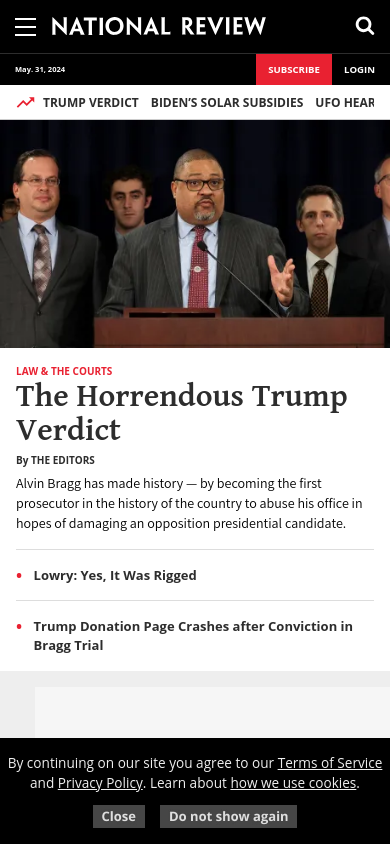 NATIONAL REVIEW
May. 31, 2024
SUBSCRIBE
LOGIN
TRUMP VERDICT BIDEN'S SOLAR SUBSIDIES UFO HEAR
LAW & THE COURTS
The Horrendous Trump
Verdict
By THE EDITORS
Alvin Bragg has made history — by becoming the first
prosecutor in the history of the country to abuse his office in
hopes of damaging an opposition presidential candidate.
• Lowry: Yes, It Was Rigged
• Trump Donation Page Crashes after Conviction in
Bragg Trial
By continuing on our site you agree to our Terms of Service
and Privacy Policy. Learn about how we use cookies.
Close
Do not show again